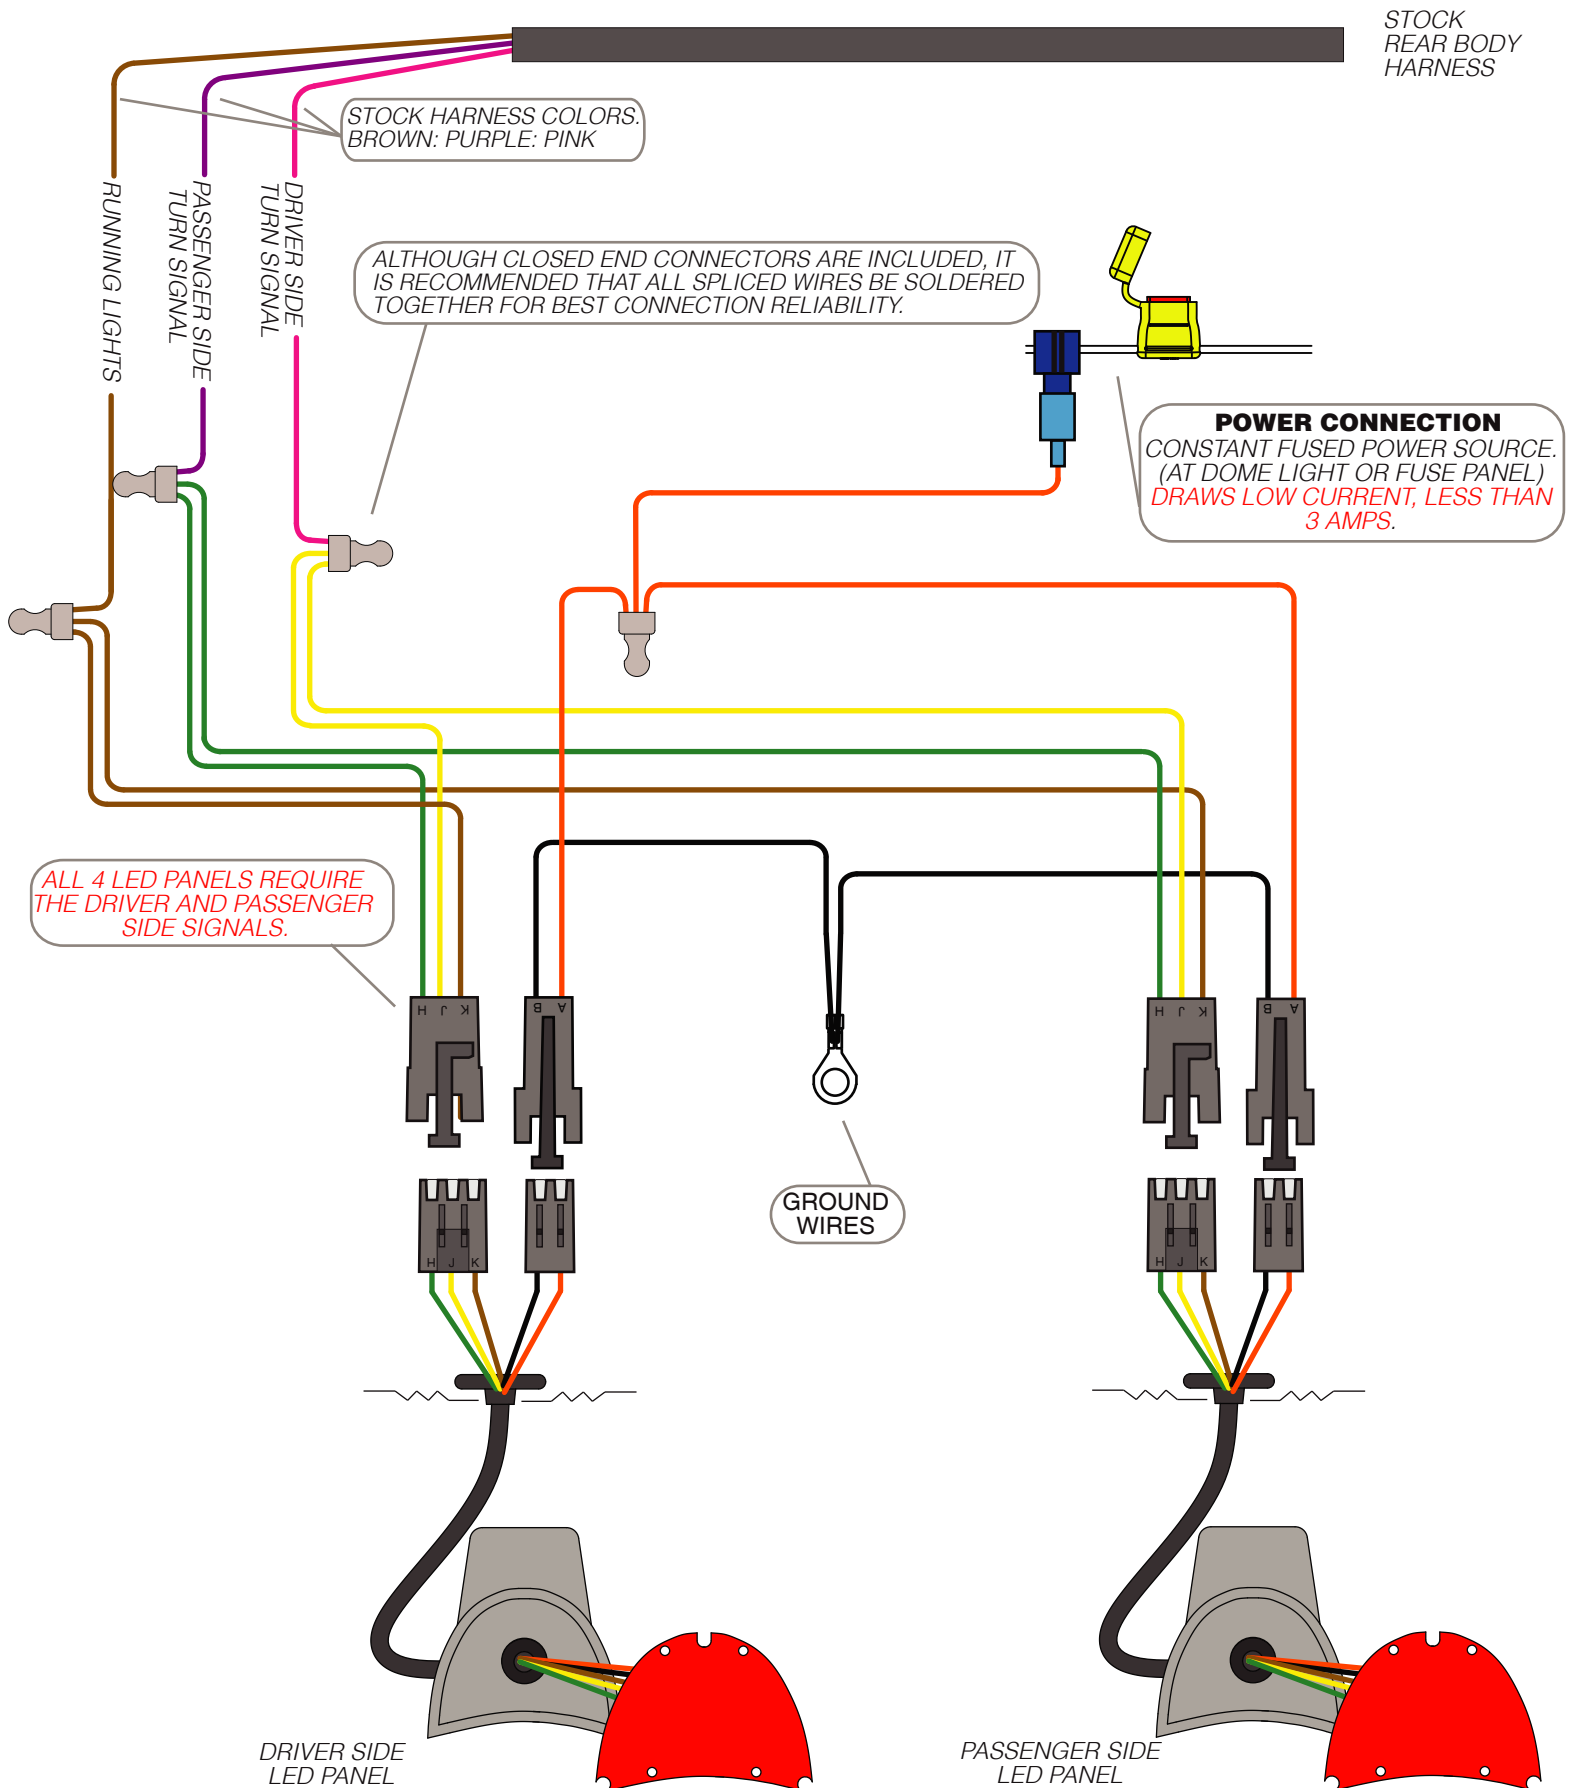 STOCK
REAR BODY
HARNESS
STOCK HARNESS COLORS.
BROWN: PURPLE: PINK
RUNNING LIGHTS
PASSENGER SIDE
TURN SIGNAL
DRIVER SIDE
TURN SIGNAL
ALTHOUGH CLOSED END CONNECTORS ARE INCLUDED, IT
IS RECOMMENDED THAT ALL SPLICED WIRES BE SOLDERED
TOGETHER FOR BEST CONNECTION RELIABILITY.
POWER CONNECTION
CONSTANT FUSED POWER SOURCE.
(AT DOME LIGHT OR FUSE PANEL)
DRAWS LOW CURRENT, LESS THAN
3 AMPS.
ALL 4 LED PANELS REQUIRE
THE DRIVER AND PASSENGER
SIDE SIGNALS.
H J K
B A
H J K
B A
GROUND
WIRES
H J K
H J K
DRIVER SIDE
LED PANEL
PASSENGER SIDE
LED PANEL